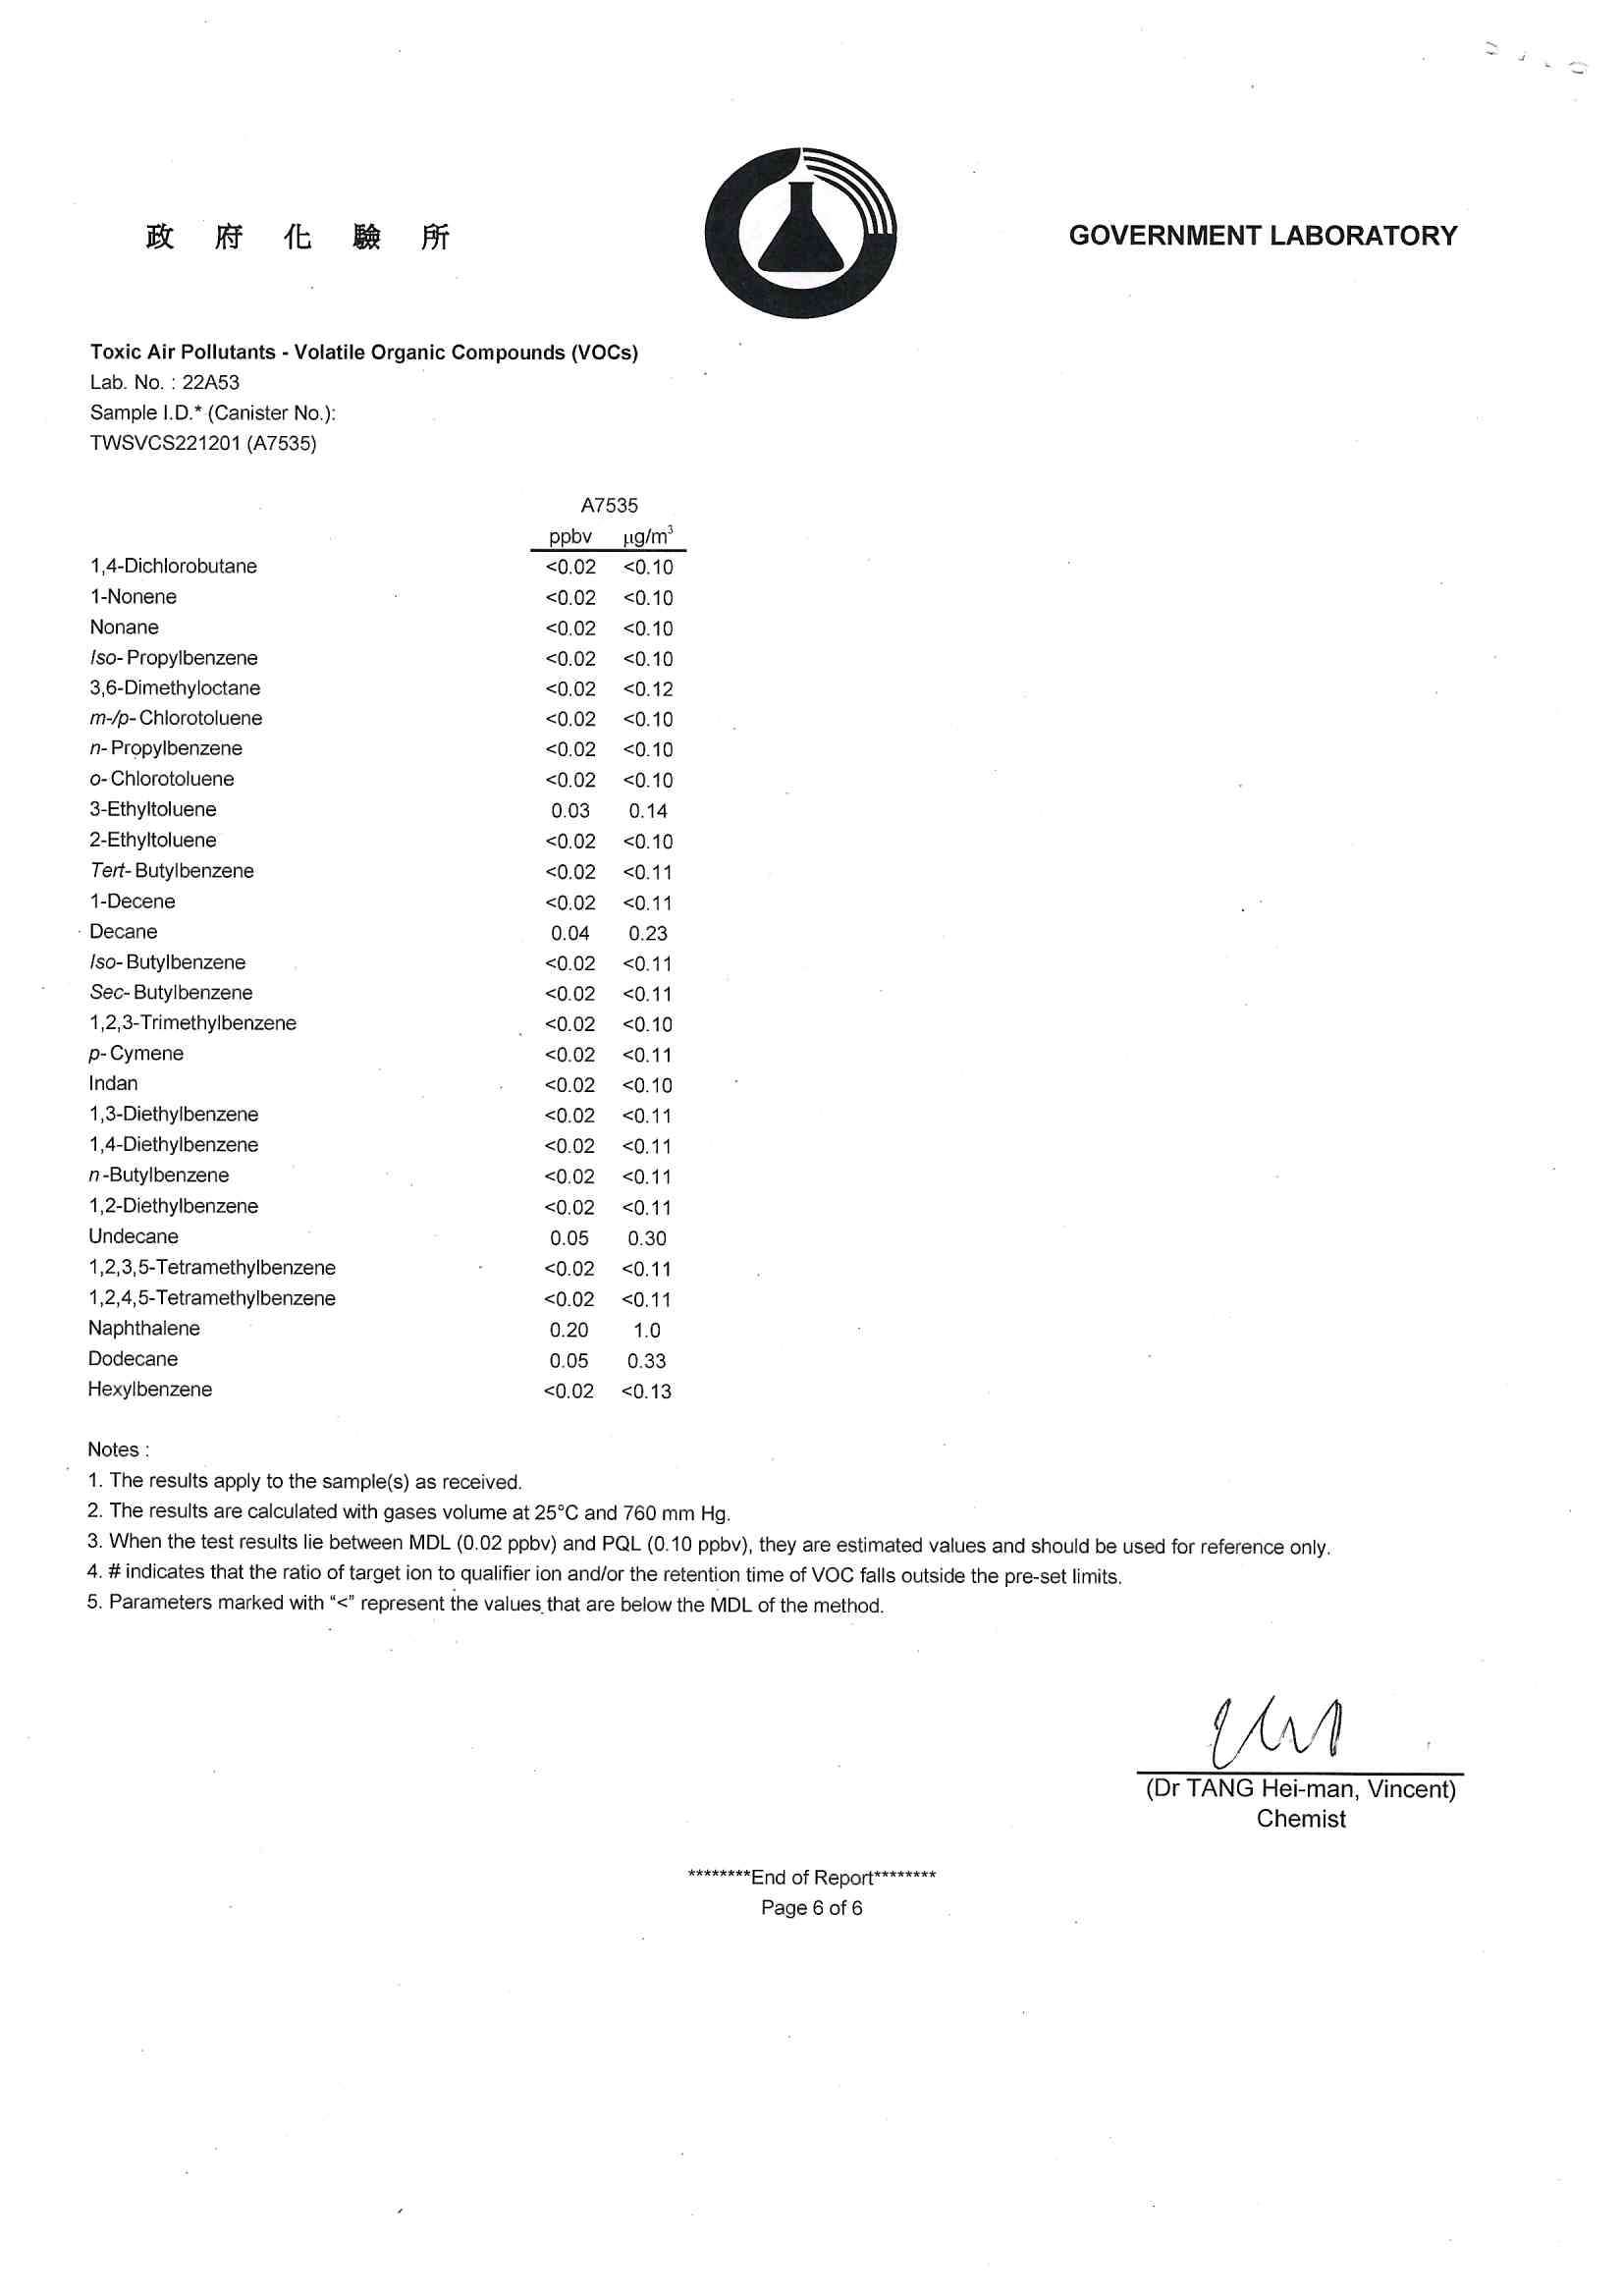 政府化驗所
GOVERNMENT LABORATORY
Toxic Air Pollutants - Volatile Organic Compounds (VOCs)
Lab. No. : 22A53
Sample I.D.* (Canister No.):
TWSVCS221201 (A7535)
A7535
ppbv µg/m³
1,4-Dichlorobutane <0.02 <0.10
1-Nonene <0.02 <0.10
Nonane <0.02 <0.10
Iso-Propylbenzene <0.02 <0.10
3,6-Dimethyloctane <0.02 <0.12
m-/p-Chlorotoluene <0.02 <0.10
n-Propylbenzene <0.02 <0.10
o-Chlorotoluene <0.02 <0.10
3-Ethyltoluene 0.03 0.14
2-Ethyltoluene <0.02 <0.10
Tert-Butylbenzene <0.02 <0.11
1-Decene <0.02 <0.11
Decane 0.04 0.23
Iso-Butylbenzene <0.02 <0.11
Sec-Butylbenzene <0.02 <0.11
1,2,3-Trimethylbenzene <0.02 <0.10
p-Cymene <0.02 <0.11
Indan <0.02 <0.10
1,3-Diethylbenzene <0.02 <0.11
1,4-Diethylbenzene <0.02 <0.11
n-Butylbenzene <0.02 <0.11
1,2-Diethylbenzene <0.02 <0.11
Undecane 0.05 0.30
1,2,3,5-Tetramethylbenzene <0.02 <0.11
1,2,4,5-Tetramethylbenzene <0.02 <0.11
Naphthalene 0.20 1.0
Dodecane 0.05 0.33
Hexylbenzene <0.02 <0.13
Notes :
1. The results apply to the sample(s) as received.
2. The results are calculated with gases volume at 25°C and 760 mm Hg.
3. When the test results lie between MDL (0.02 ppbv) and PQL (0.10 ppbv), they are estimated values and should be used for reference only.
4. # indicates that the ratio of target ion to qualifier ion and/or the retention time of VOC falls outside the pre-set limits.
5. Parameters marked with “<” represent the values that are below the MDL of the method.
(Dr TANG Hei-man, Vincent)
Chemist
********End of Report********
Page 6 of 6